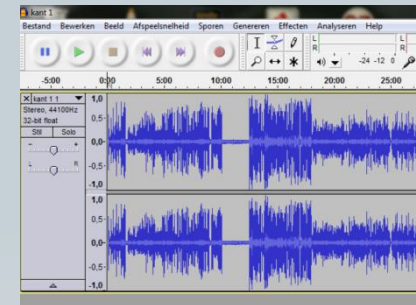 kant 1
Bestand Bewerken Beeld Afspeelsnelheid Sporen Genereren Effecten Analyseren Help
L
R
L
R
-24 -12 0
-5:00 0:00 5:00 10:00 15:00 20:00 25:00
X kant 1 1
Stereo, 44100Hz
32-bit float
Stil Solo
- +
L R
1,0
0,5-
0,0-
-0,5-
-1,0
1,0
0,5-
0,0-
-0,5-
-1,0